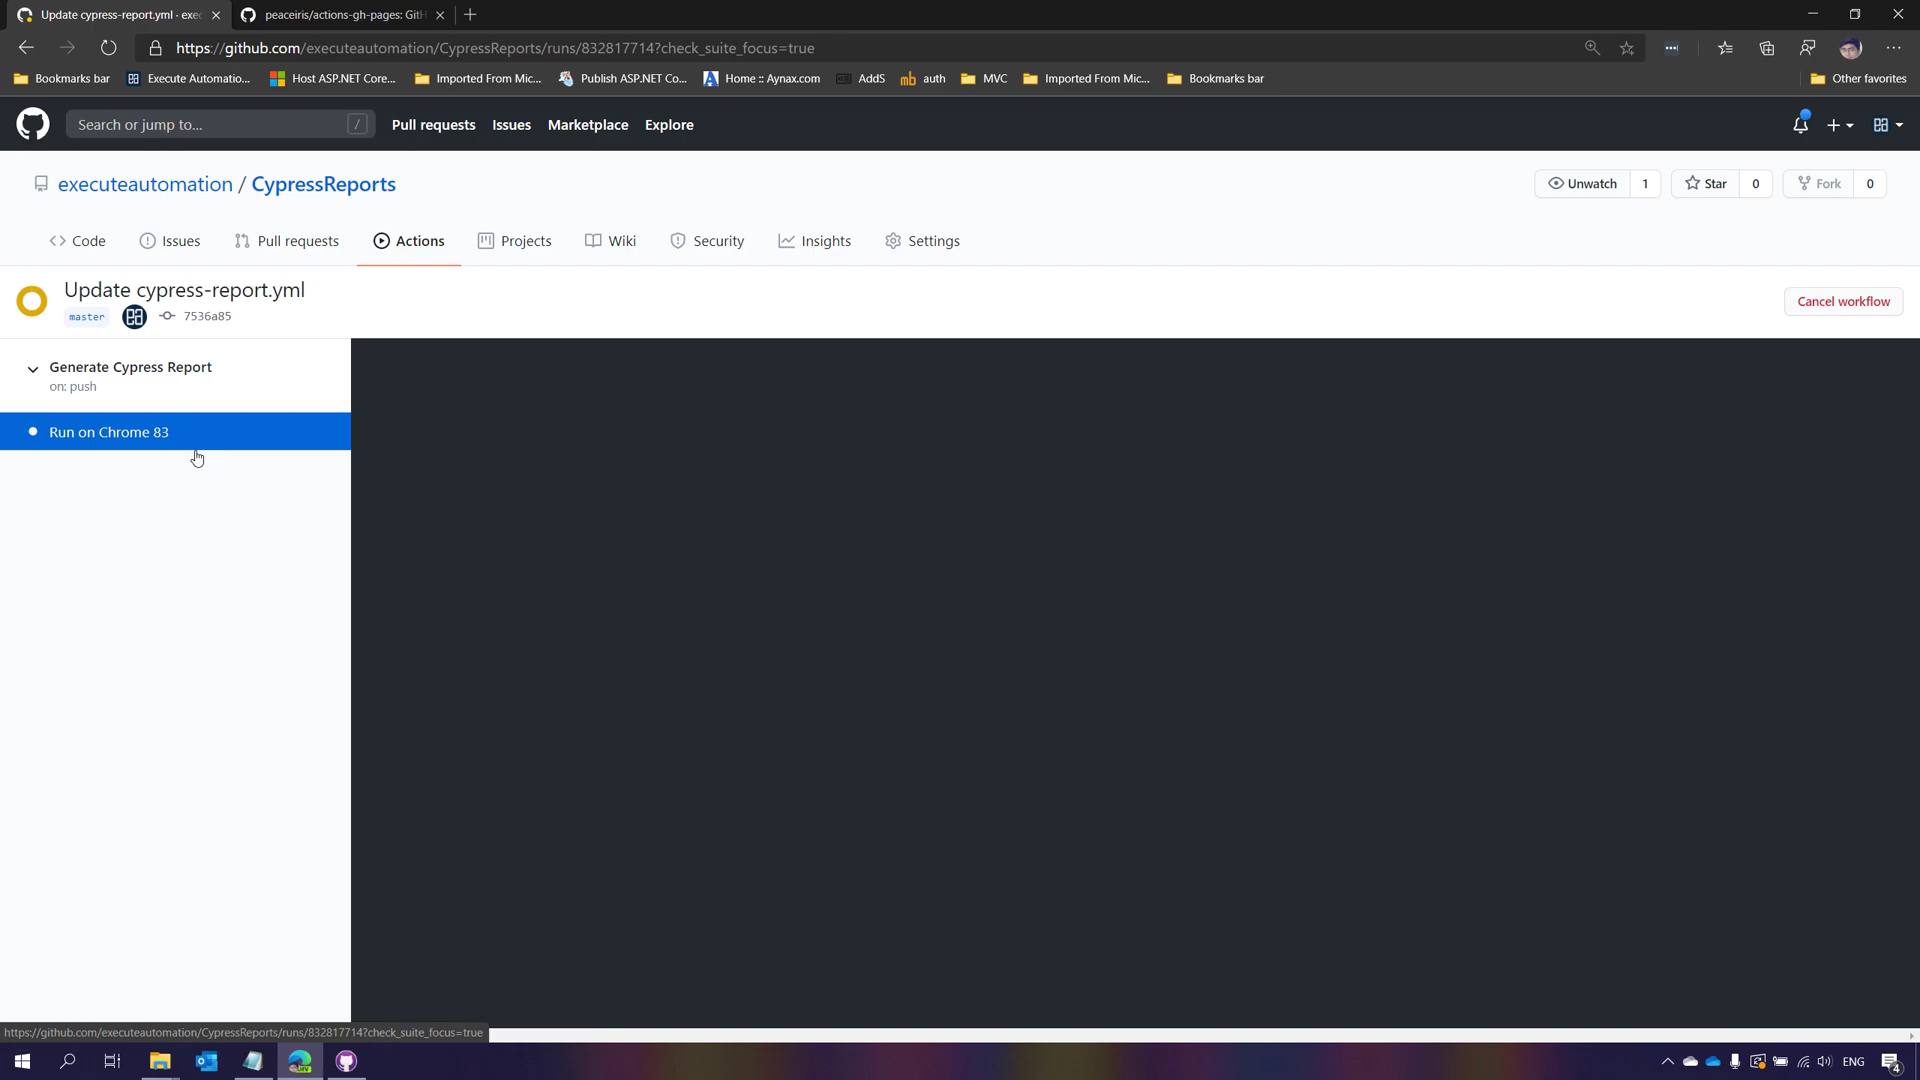 Update cypress-report.yml · exec
peaceiris/actions-gh-pages: GitH
https://github.com/executeautomation/CypressReports/runs/832817714?check_suite_focus=true
Bookmarks bar
Execute Automatio...
Host ASP.NET Core...
Imported From Mic...
Publish ASP.NET Co...
Home :: Aynax.com
AddS
auth
MVC
Imported From Mic...
Bookmarks bar
Other favorites
Search or jump to...
/
Pull requests
Issues
Marketplace
Explore
executeautomation / CypressReports
Unwatch 1
Star 0
Fork 0
Code
Issues
Pull requests
Actions
Projects
Wiki
Security
Insights
Settings
Update cypress-report.yml
master
7536a85
Cancel workflow
Generate Cypress Report
on: push
Run on Chrome 83
https://github.com/executeautomation/CypressReports/runs/832817714?check_suite_focus=true
ENG
4